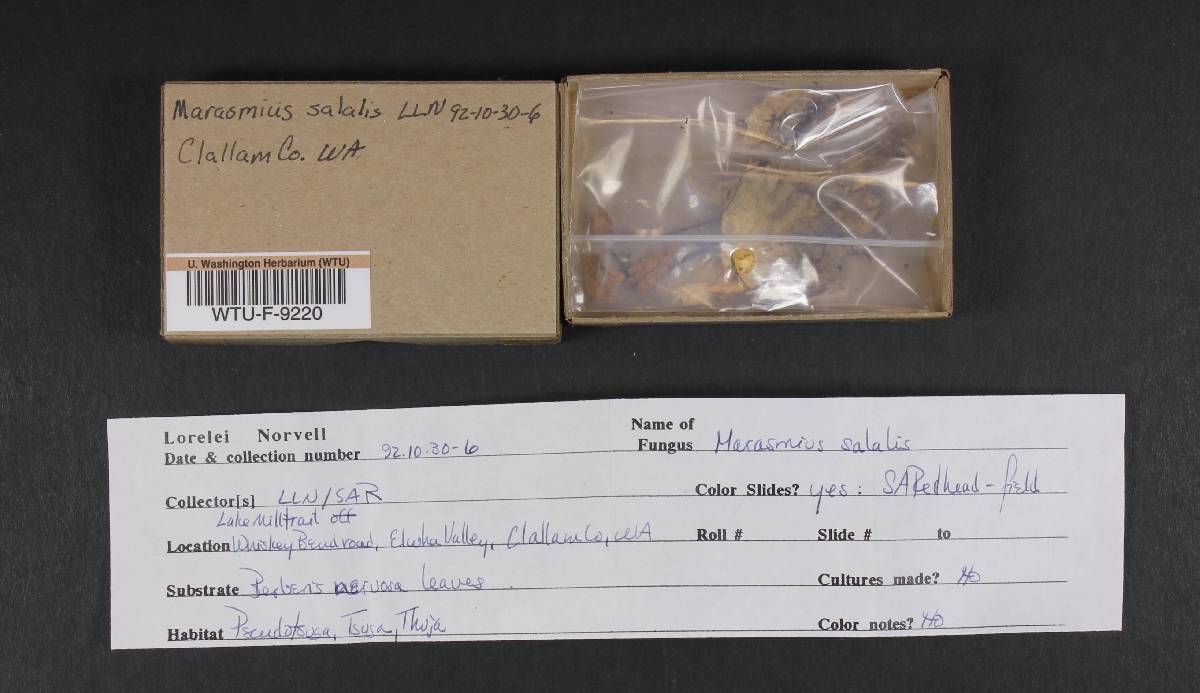 Marasmius salalis LLN 92-10-30-6
Clallam Co. WA
U. Washington Herbarium (WTU)
WTU-F-9220
Lorelei Norvell
Date & collection number 92.10.30-6
Name of
Fungus Marasmius salalis
Collector[s] LLN/SAR
Color Slides? yes: SARedhead - field
Lake Mill trail off
Location Whiskey Bend road, Elwha Valley, Clallam Co, WA
Roll # Slide # to
Substrate Berberis nervosa leaves
Cultures made? No
Habitat Pseudotsuga, Tsuga, Thuja
Color notes? No